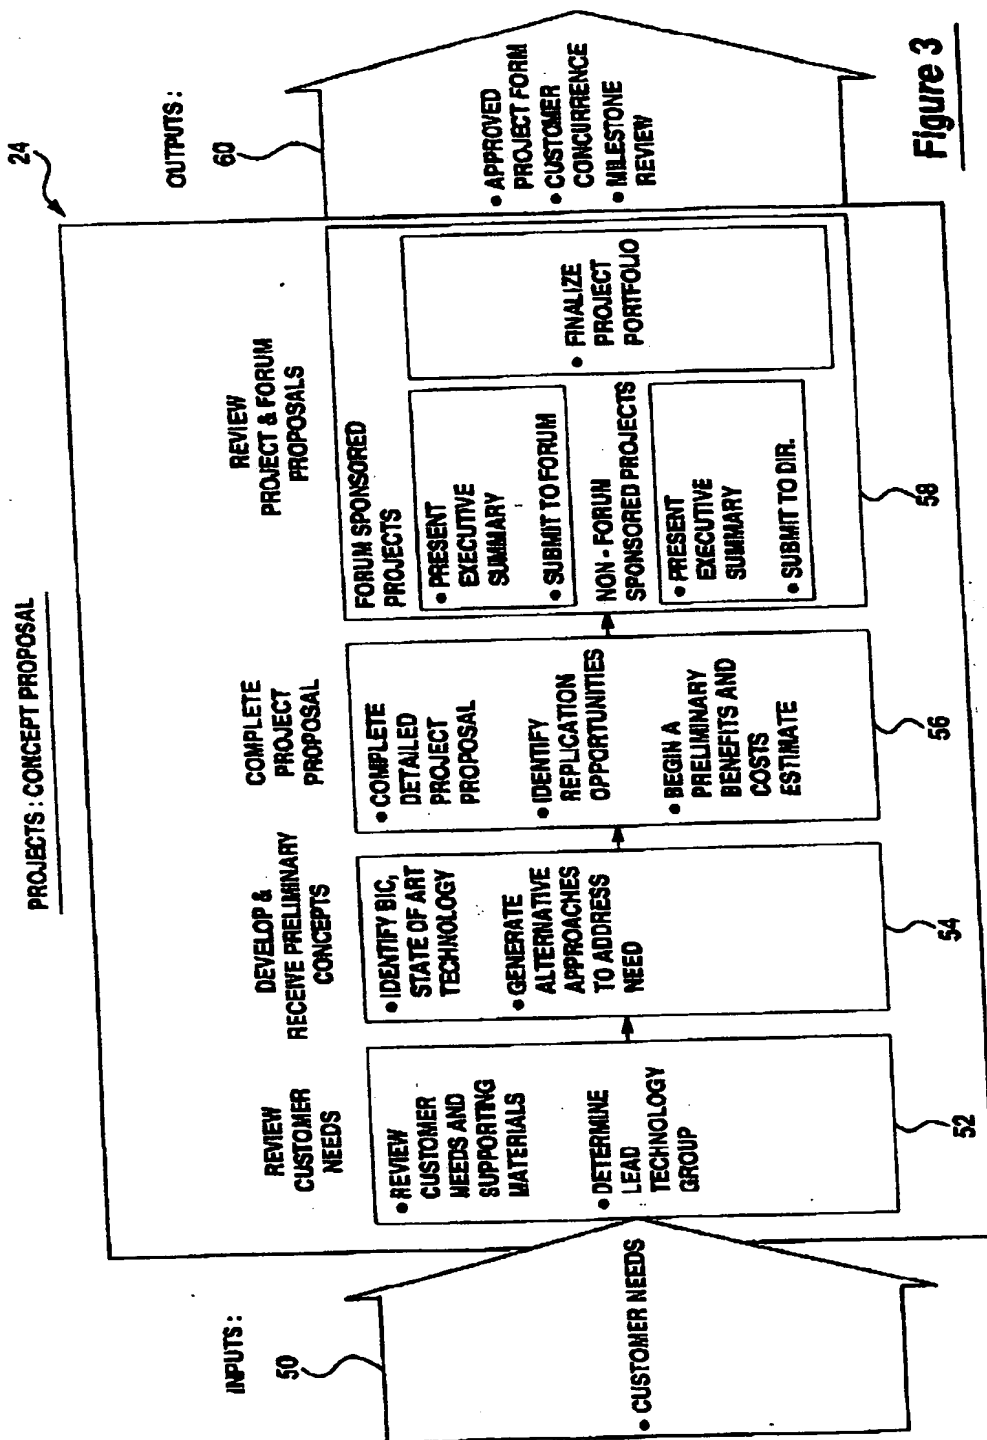 PROJECTS : CONCEPT PROPOSAL
24
INPUTS :
50
• CUSTOMER NEEDS
REVIEW
CUSTOMER
NEEDS
• REVIEW
CUSTOMER
NEEDS AND
SUPPORTING
MATERIALS
• DETERMINE
LEAD
TECHNOLOGY
GROUP
52
DEVELOP &
RECEIVE PRELIMINARY
CONCEPTS
• IDENTIFY BIC,
STATE OF ART
TECHNOLOGY
• GENERATE
ALTERNATIVE
APPROACHES
TO ADDRESS
NEED
54
COMPLETE
PROJECT
PROPOSAL
• COMPLETE
DETAILED
PROJECT
PROPOSAL
• IDENTIFY
REPLICATION
OPPORTUNITIES
• BEGIN A
PRELIMINARY
BENEFITS AND
COSTS
ESTIMATE
56
REVIEW
PROJECT & FORUM
PROPOSALS
FORUM SPONSORED
PROJECTS
• PRESENT
EXECUTIVE
SUMMARY
• SUBMIT TO FORUM
NON - FORUM
SPONSORED PROJECTS
• PRESENT
EXECUTIVE
SUMMARY
• SUBMIT TO DIR.
• FINALIZE
PROJECT
PORTFOLIO
58
OUTPUTS :
60
• APPROVED
PROJECT FORM
• CUSTOMER
CONCURRENCE
• MILESTONE
REVIEW
Figure 3